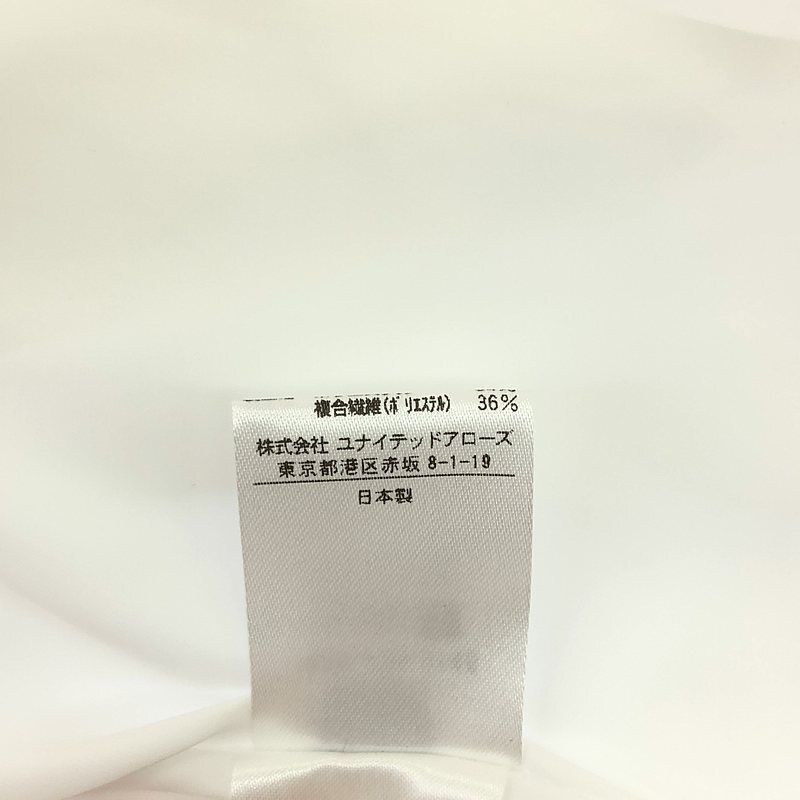 複合繊維(ポリエステル) 36%
株式会社 ユナイテッドアローズ
東京都港区赤坂 8-1-19
日本製